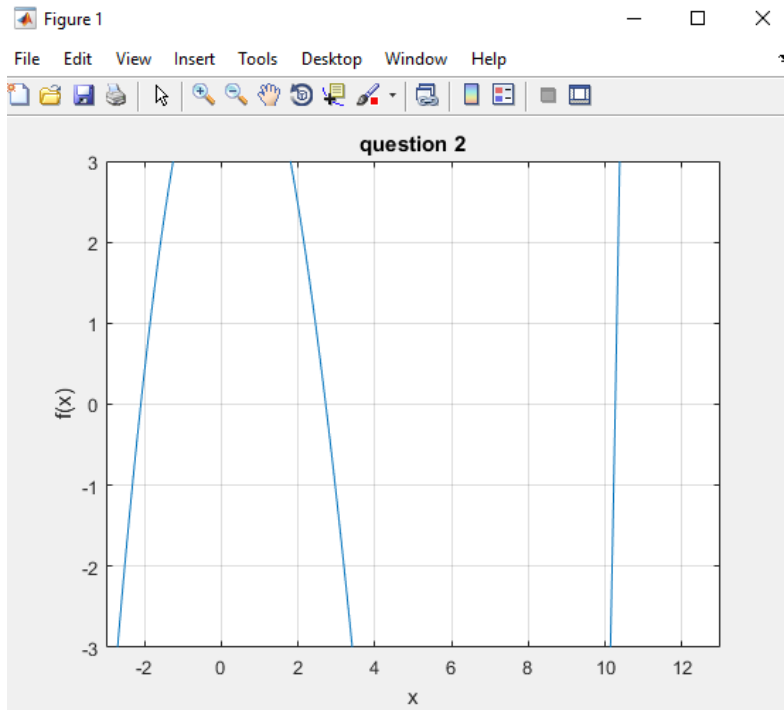 Figure 1
File Edit View Insert Tools Desktop Window Help
question 2
3
2
1
0
-1
-2
-3
f(x)
-2 0 2 4 6 8 10 12
x